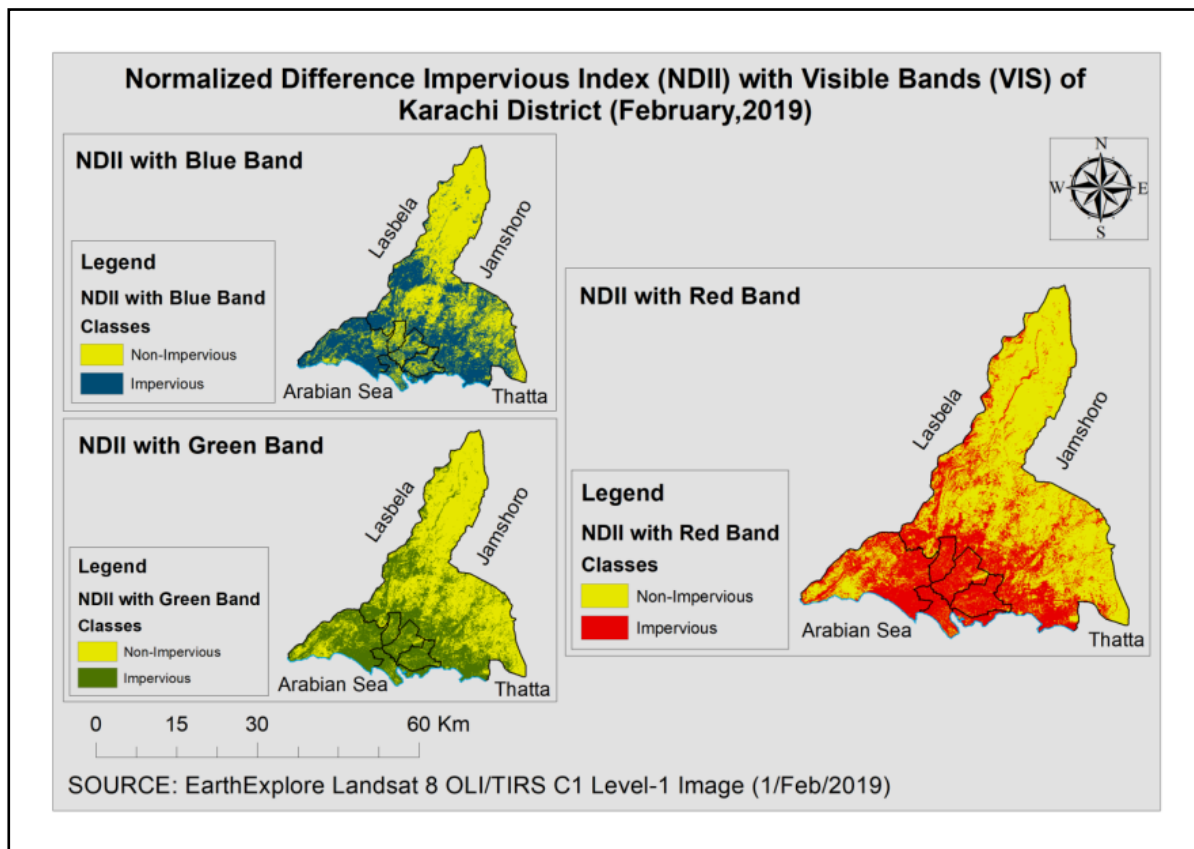 Normalized Difference Impervious Index (NDII) with Visible Bands (VIS) of
Karachi District (February,2019)
NDII with Blue Band
Lasbela
Jamshoro
Legend
NDII with Blue Band
Classes
Non-Impervious
Impervious
Arabian Sea
Thatta
N
W
E
S
NDII with Green Band
Lasbela
Jamshoro
Legend
NDII with Green Band
Classes
Non-Impervious
Impervious
Arabian Sea
Thatta
NDII with Red Band
Lasbela
Jamshoro
Legend
NDII with Red Band
Classes
Non-Impervious
Impervious
Arabian Sea
Thatta
0 15 30 60 Km
SOURCE: EarthExplore Landsat 8 OLI/TIRS C1 Level-1 Image (1/Feb/2019)